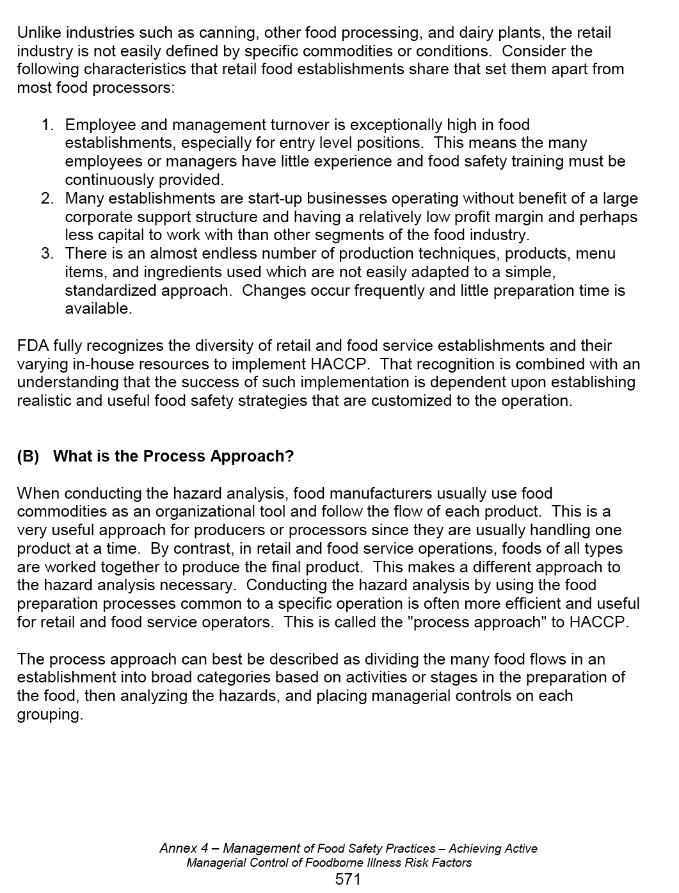 Unlike industries such as canning, other food processing, and dairy plants, the retail
industry is not easily defined by specific commodities or conditions.  Consider the
following characteristics that retail food establishments share that set them apart from
most food processors:
1.  Employee and management turnover is exceptionally high in food
establishments, especially for entry level positions.  This means the many
employees or managers have little experience and food safety training must be
continuously provided.
2.  Many establishments are start-up businesses operating without benefit of a large
corporate support structure and having a relatively low profit margin and perhaps
less capital to work with than other segments of the food industry.
3.  There is an almost endless number of production techniques, products, menu
items, and ingredients used which are not easily adapted to a simple,
standardized approach.  Changes occur frequently and little preparation time is
available.
FDA fully recognizes the diversity of retail and food service establishments and their
varying in-house resources to implement HACCP.  That recognition is combined with an
understanding that the success of such implementation is dependent upon establishing
realistic and useful food safety strategies that are customized to the operation.
(B)   What is the Process Approach?
When conducting the hazard analysis, food manufacturers usually use food
commodities as an organizational tool and follow the flow of each product.  This is a
very useful approach for producers or processors since they are usually handling one
product at a time.  By contrast, in retail and food service operations, foods of all types
are worked together to produce the final product.  This makes a different approach to
the hazard analysis necessary.  Conducting the hazard analysis by using the food
preparation processes common to a specific operation is often more efficient and useful
for retail and food service operators.  This is called the "process approach" to HACCP.
The process approach can best be described as dividing the many food flows in an
establishment into broad categories based on activities or stages in the preparation of
the food, then analyzing the hazards, and placing managerial controls on each
grouping.
Annex 4 – Management of Food Safety Practices – Achieving Active
Managerial Control of Foodborne Illness Risk Factors
571